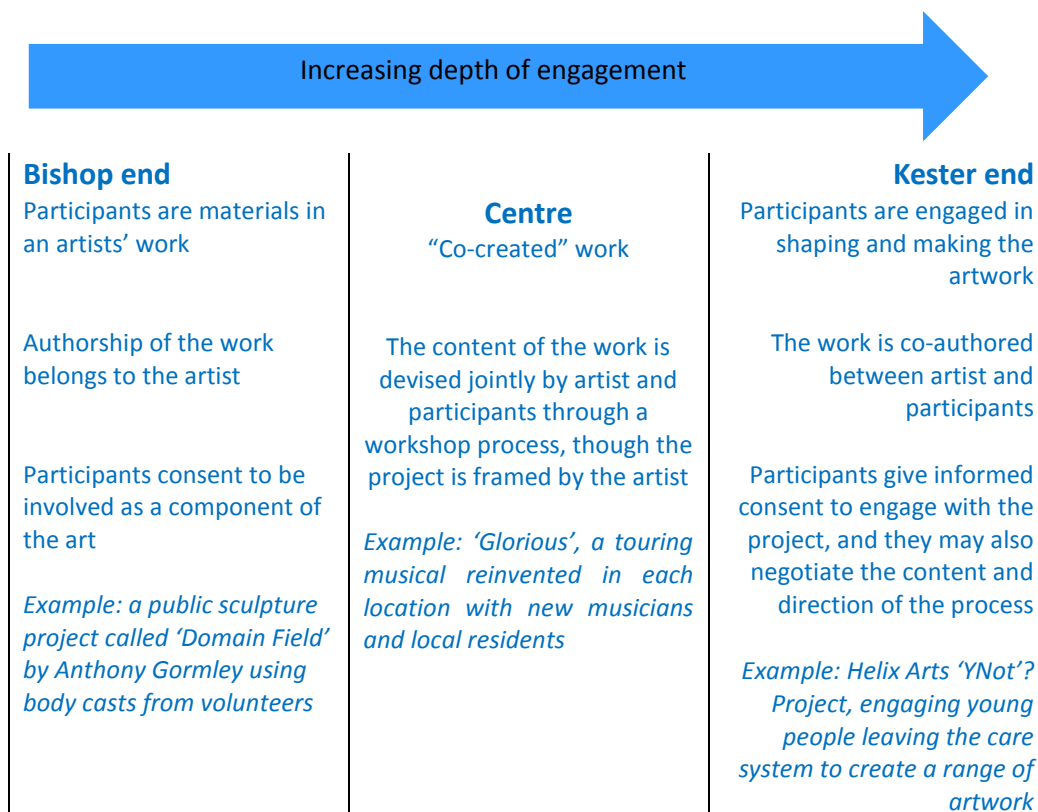 Increasing depth of engagement
Bishop end
Participants are materials in
an artists’ work
Authorship of the work
belongs to the artist
Participants consent to be
involved as a component of
the art
Example: a public sculpture
project called ‘Domain Field’
by Anthony Gormley using
body casts from volunteers
Centre
“Co-created” work
The content of the work is
devised jointly by artist and
participants through a
workshop process, though the
project is framed by the artist
Example: ‘Glorious’, a touring
musical reinvented in each
location with new musicians
and local residents
Kester end
Participants are engaged in
shaping and making the
artwork
The work is co-authored
between artist and
participants
Participants give informed
consent to engage with the
project, and they may also
negotiate the content and
direction of the process
Example: Helix Arts ‘YNot’?
Project, engaging young
people leaving the care
system to create a range of
artwork